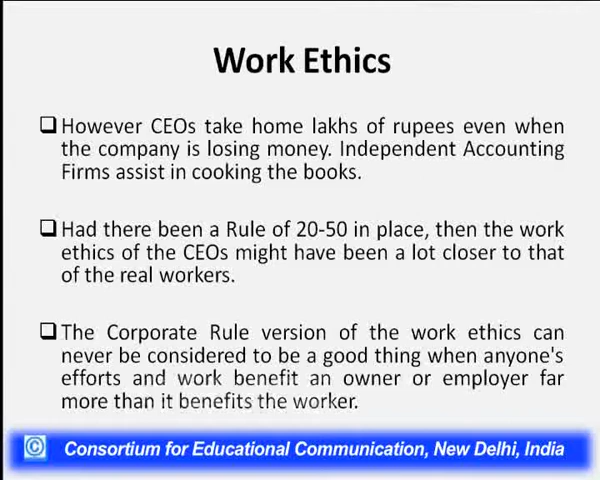 Work Ethics
However CEOs take home lakhs of rupees even when
the company is losing money. Independent Accounting
Firms assist in cooking the books.
Had there been a Rule of 20-50 in place, then the work
ethics of the CEOs might have been a lot closer to that
of the real workers.
The Corporate Rule version of the work ethics can
never be considered to be a good thing when anyone's
efforts and work benefit an owner or employer far
more than it benefits the worker.
© Consortium for Educational Communication, New Delhi, India